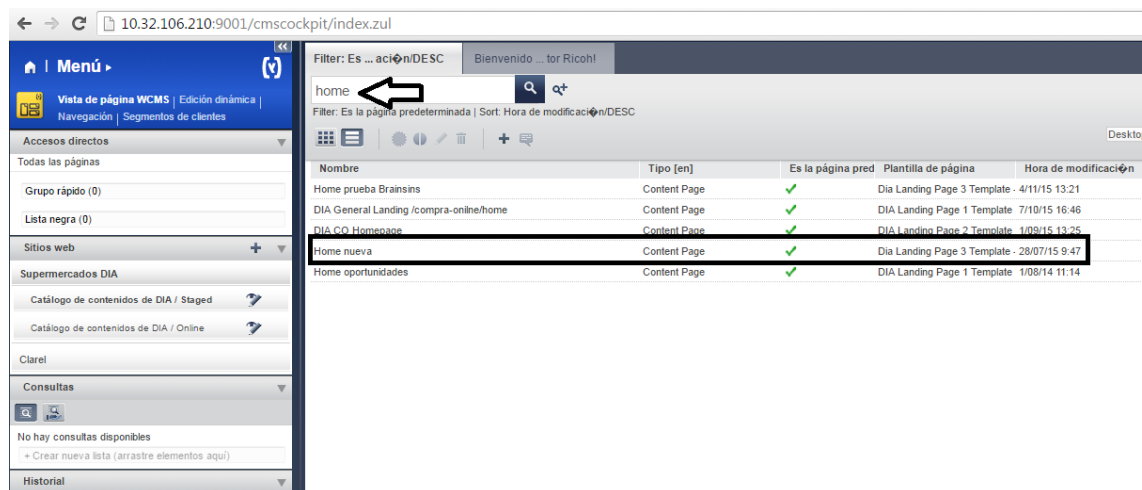 10.32.106.210:9001/cmscockpit/index.zul
Menú
Vista de página WCMS | Edición dinámica |
Navegación | Segmentos de clientes
Accesos directos
Todas las páginas
Grupo rápido (0)
Lista negra (0)
Sitios web
Supermercados DIA
Catálogo de contenidos de DIA / Staged
Catálogo de contenidos de DIA / Online
Clarel
Consultas
No hay consultas disponibles
+ Crear nueva lista (arrastre elementos aquí)
Historial
Filter: Es ... aci�n/DESC
Bienvenido ... tor Ricoh!
home
Filter: Es la página predeterminada | Sort: Hora de modificaci�n/DESC
Deskto
Nombre Tipo [en] Es la página pred Plantilla de página Hora de modificaci�n
Home prueba Brainsins Content Page Dia Landing Page 3 Template - 4/11/15 13:21
DIA General Landing /compra-onilne/home Content Page DIA Landing Page 1 Template 7/10/15 16:46
DIA CO Homepage Content Page DIA Landing Page 2 Template 1/09/15 13:25
Home nueva Content Page Dia Landing Page 3 Template - 28/07/15 9:47
Home oportunidades Content Page DIA Landing Page 1 Template 1/08/14 11:14